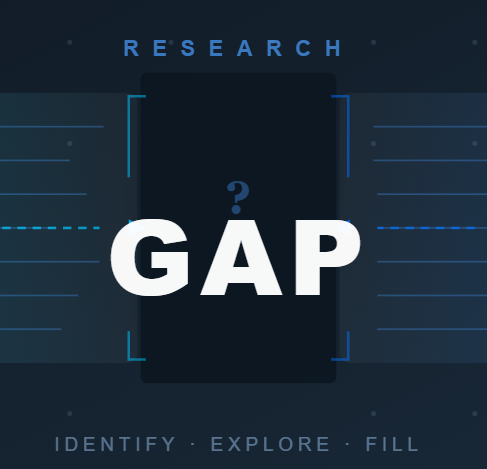 RESEARCH
?
GAP
IDENTIFY · EXPLORE · FILL